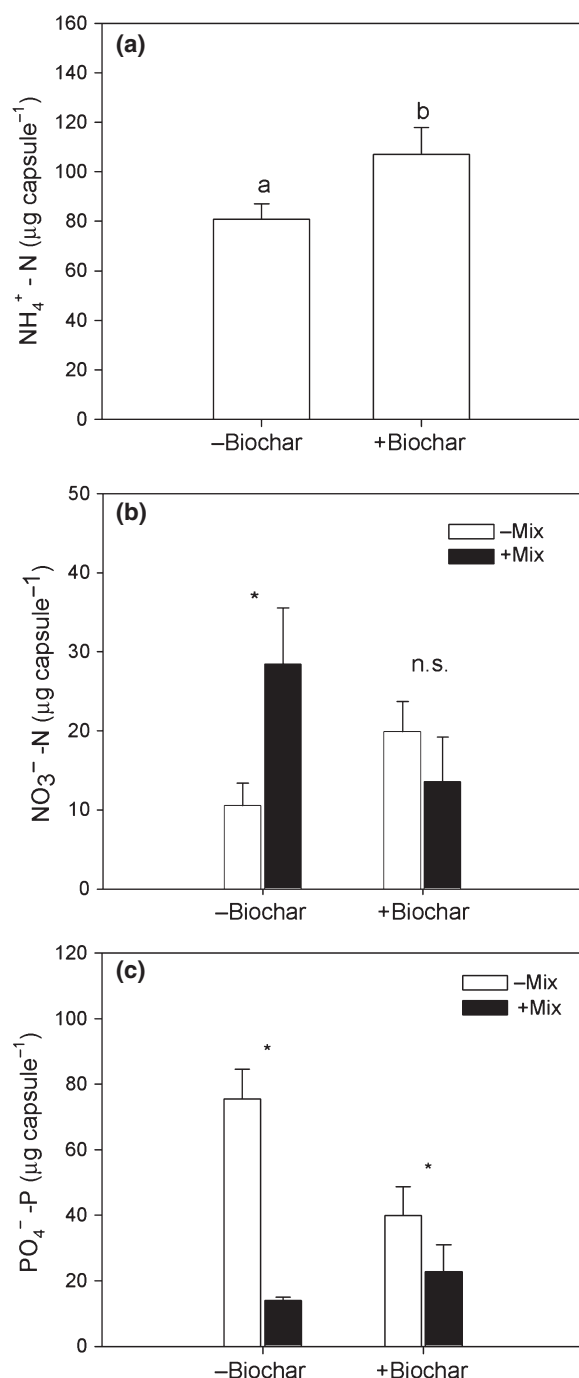 (a)
160
140
120
100
80
60
40
20
0
NH₄⁺ - N (μg capsule⁻¹)
a
b
–Biochar
+Biochar
(b)
50
40
30
20
10
0
NO₃⁻ -N (μg capsule⁻¹)
–Mix
+Mix
*
n.s.
–Biochar
+Biochar
(c)
120
100
80
60
40
20
0
PO₄⁻ -P (μg capsule⁻¹)
–Mix
+Mix
*
*
–Biochar
+Biochar